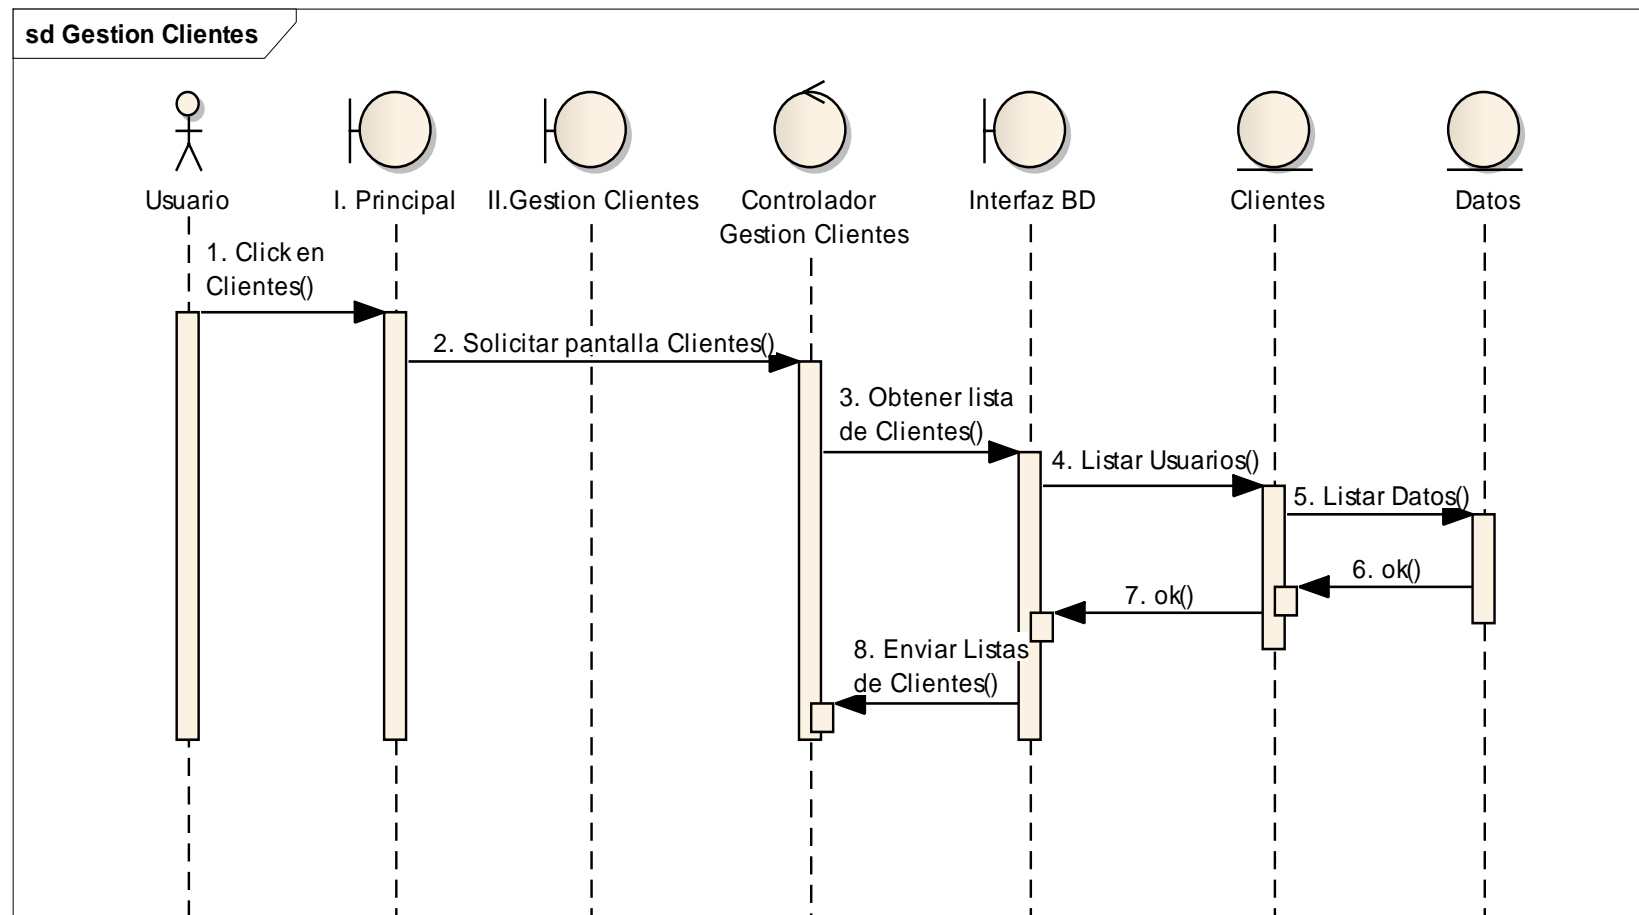 sd Gestion Clientes
Usuario
I. Principal
II.Gestion Clientes
Controlador
Gestion Clientes
Interfaz BD
Clientes
Datos
1. Click en
Clientes()
2. Solicitar pantalla Clientes()
3. Obtener lista
de Clientes()
4. Listar Usuarios()
5. Listar Datos()
6. ok()
7. ok()
8. Enviar Listas
de Clientes()